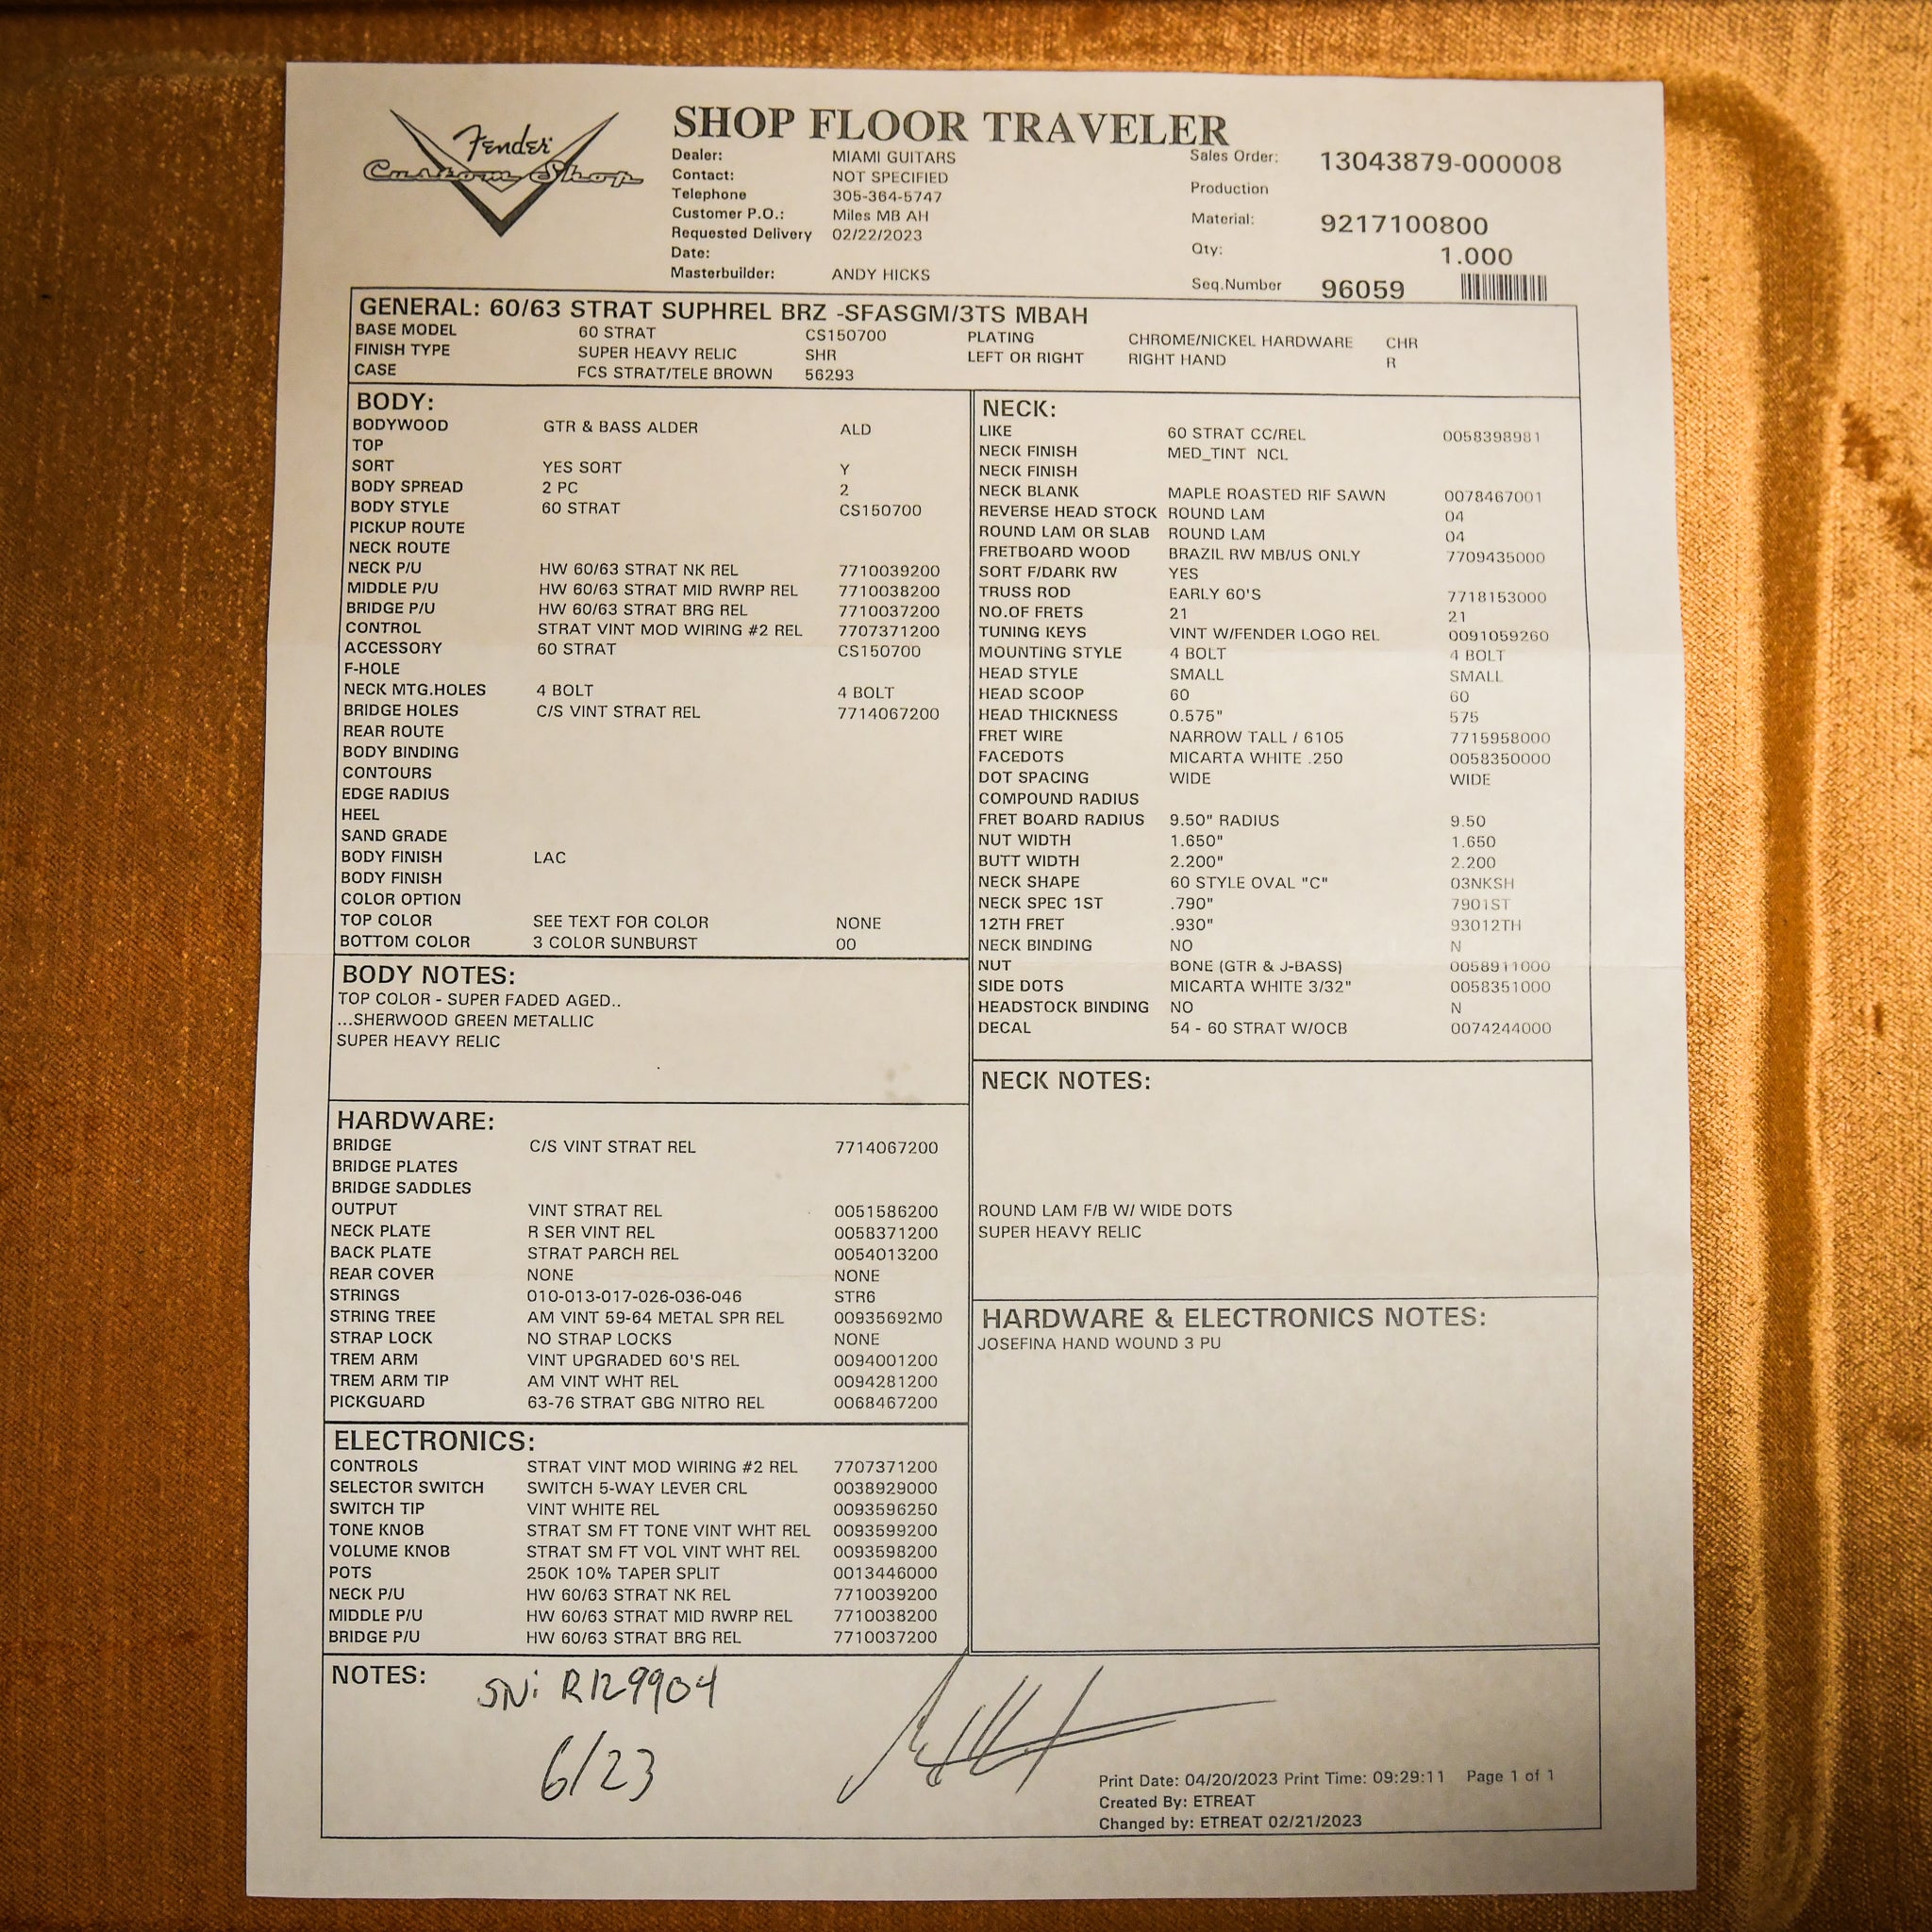 Fender
Custom Shop
SHOP FLOOR TRAVELER
Dealer: MIAMI GUITARS
Contact: NOT SPECIFIED
Telephone 305-364-5747
Customer P.O.: Miles MB AH
Requested Delivery 02/22/2023
Date:
Masterbuilder: ANDY HICKS
Sales Order: 13043879-000008
Production
Material: 9217100800
Qty: 1.000
Seq.Number 96059
GENERAL: 60/63 STRAT SUPHREL BRZ -SFASGM/3TS MBAH
BASE MODEL 60 STRAT CS150700 PLATING CHROME/NICKEL HARDWARE CHR
FINISH TYPE SUPER HEAVY RELIC SHR LEFT OR RIGHT RIGHT HAND R
CASE FCS STRAT/TELE BROWN 56293
BODY:
BODYWOOD GTR & BASS ALDER ALD
TOP
SORT YES SORT Y
BODY SPREAD 2 PC 2
BODY STYLE 60 STRAT CS150700
PICKUP ROUTE
NECK ROUTE
NECK P/U HW 60/63 STRAT NK REL 7710039200
MIDDLE P/U HW 60/63 STRAT MID RWRP REL 7710038200
BRIDGE P/U HW 60/63 STRAT BRG REL 7710037200
CONTROL STRAT VINT MOD WIRING #2 REL 7707371200
ACCESSORY 60 STRAT CS150700
F-HOLE
NECK MTG.HOLES 4 BOLT 4 BOLT
BRIDGE HOLES C/S VINT STRAT REL 7714067200
REAR ROUTE
BODY BINDING
CONTOURS
EDGE RADIUS
HEEL
SAND GRADE
BODY FINISH LAC
BODY FINISH
COLOR OPTION
TOP COLOR SEE TEXT FOR COLOR NONE
BOTTOM COLOR 3 COLOR SUNBURST 00
BODY NOTES:
TOP COLOR - SUPER FADED AGED..
...SHERWOOD GREEN METALLIC
SUPER HEAVY RELIC
HARDWARE:
BRIDGE C/S VINT STRAT REL 7714067200
BRIDGE PLATES
BRIDGE SADDLES
OUTPUT VINT STRAT REL 0051586200
NECK PLATE R SER VINT REL 0058371200
BACK PLATE STRAT PARCH REL 0054013200
REAR COVER NONE NONE
STRINGS 010-013-017-026-036-046 STR6
STRING TREE AM VINT 59-64 METAL SPR REL 00935692M0
STRAP LOCK NO STRAP LOCKS NONE
TREM ARM VINT UPGRADED 60'S REL 0094001200
TREM ARM TIP AM VINT WHT REL 0094281200
PICKGUARD 63-76 STRAT GBG NITRO REL 0068467200
ELECTRONICS:
CONTROLS STRAT VINT MOD WIRING #2 REL 7707371200
SELECTOR SWITCH SWITCH 5-WAY LEVER CRL 0038929000
SWITCH TIP VINT WHITE REL 0093596250
TONE KNOB STRAT SM FT TONE VINT WHT REL 0093599200
VOLUME KNOB STRAT SM FT VOL VINT WHT REL 0093598200
POTS 250K 10% TAPER SPLIT 0013446000
NECK P/U HW 60/63 STRAT NK REL 7710039200
MIDDLE P/U HW 60/63 STRAT MID RWRP REL 7710038200
BRIDGE P/U HW 60/63 STRAT BRG REL 7710037200
NECK:
LIKE 60 STRAT CC/REL 0058398981
NECK FINISH MED_TINT NCL
NECK FINISH
NECK BLANK MAPLE ROASTED RIF SAWN 0078467001
REVERSE HEAD STOCK ROUND LAM 04
ROUND LAM OR SLAB ROUND LAM 04
FRETBOARD WOOD BRAZIL RW MB/US ONLY 7709435000
SORT F/DARK RW YES
TRUSS ROD EARLY 60'S 7718153000
NO.OF FRETS 21 21
TUNING KEYS VINT W/FENDER LOGO REL 0091059260
MOUNTING STYLE 4 BOLT 4 BOLT
HEAD STYLE SMALL SMALL
HEAD SCOOP 60 60
HEAD THICKNESS 0.575" 575
FRET WIRE NARROW TALL / 6105 7715958000
FACEDOTS MICARTA WHITE .250 0058350000
DOT SPACING WIDE WIDE
COMPOUND RADIUS
FRET BOARD RADIUS 9.50" RADIUS 9.50
NUT WIDTH 1.650" 1.650
BUTT WIDTH 2.200" 2.200
NECK SHAPE 60 STYLE OVAL "C" 03NKSH
NECK SPEC 1ST .790" 7901ST
12TH FRET .930" 93012TH
NECK BINDING NO N
NUT BONE (GTR & J-BASS) 0058911000
SIDE DOTS MICARTA WHITE 3/32" 0058351000
HEADSTOCK BINDING NO N
DECAL 54 - 60 STRAT W/OCB 0074244000
NECK NOTES:
ROUND LAM F/B W/ WIDE DOTS
SUPER HEAVY RELIC
HARDWARE & ELECTRONICS NOTES:
JOSEFINA HAND WOUND 3 PU
NOTES:
SN: R129904
6/23
Print Date: 04/20/2023 Print Time: 09:29:11 Page 1 of 1
Created By: ETREAT
Changed by: ETREAT 02/21/2023